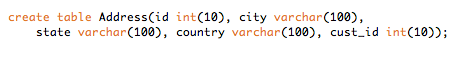 create table Address(id int(10), city varchar(100),
state varchar(100), country varchar(100), cust_id int(10));